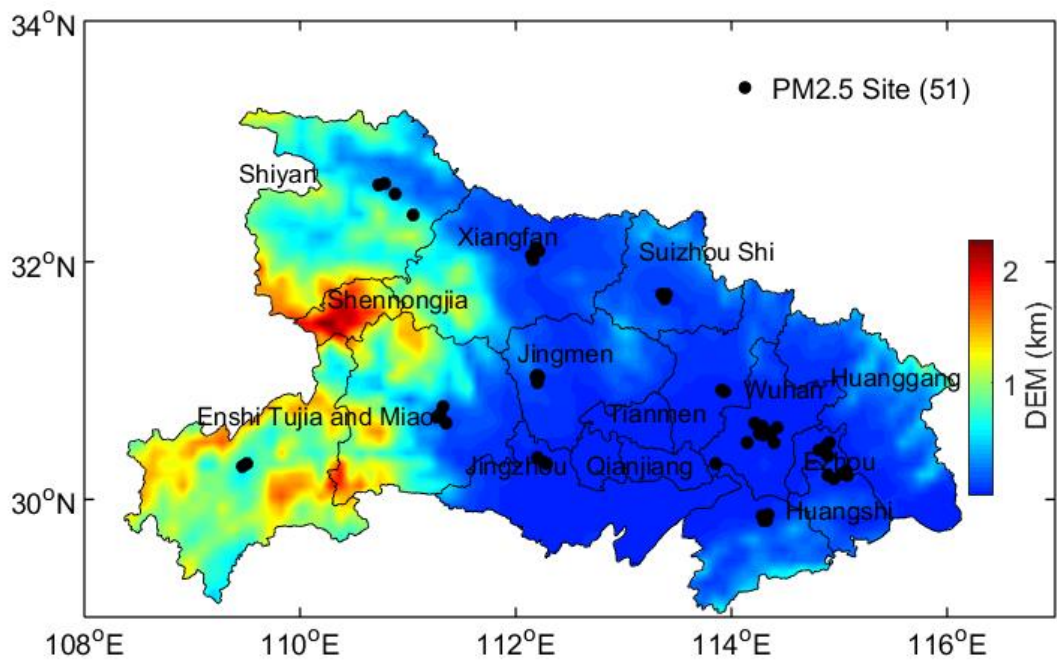 34°N
PM2.5 Site (51)
Shiyan
Xiangfan
Suizhou Shi
32°N
2
Shennongjia
Jingmen
Huanggang
Wuhan
1
DEM (km)
Enshi Tujia and Miao
Tianmen
Jingzhou
Qianjiang
Ezhou
30°N
Huangshi
108°E
110°E
112°E
114°E
116°E